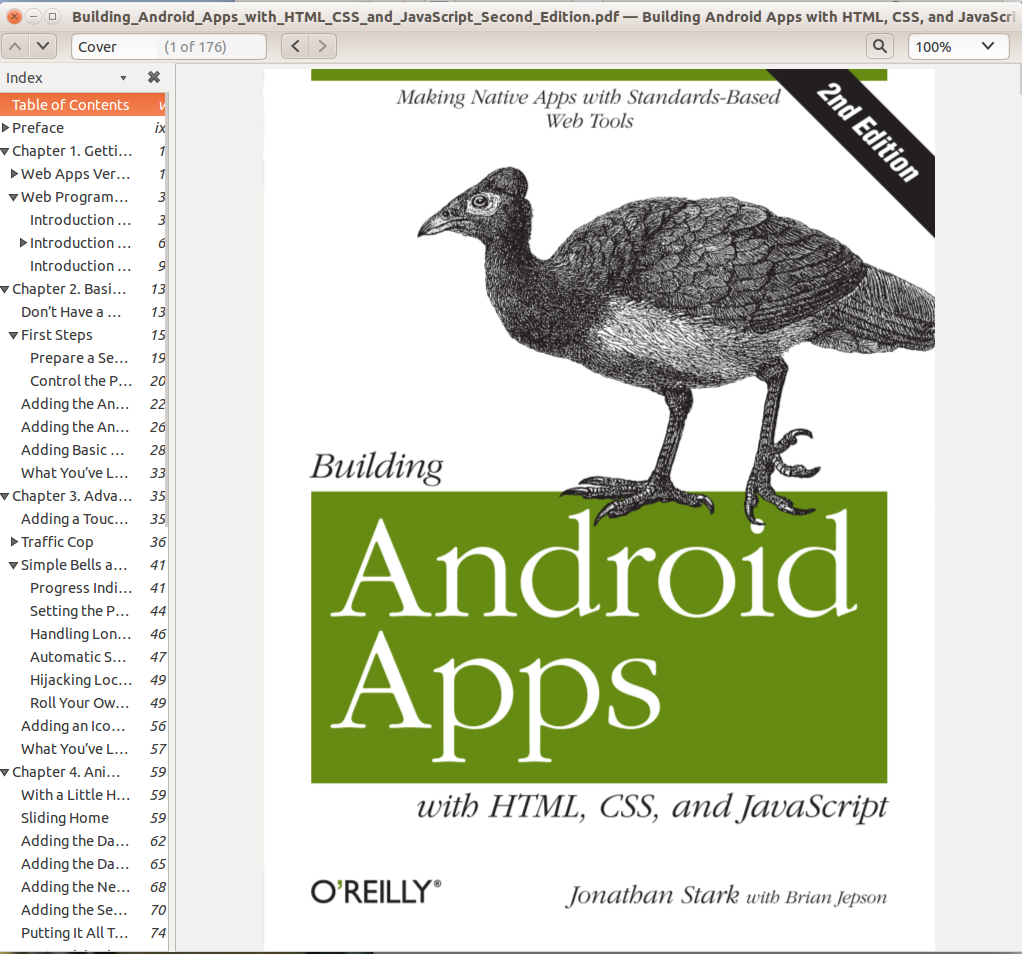 Building_Android_Apps_with_HTML_CSS_and_JavaScript_Second_Edition.pdf — Building Android Apps with HTML, CSS, and JavaScri
Cover (1 of 176)
100%
Index
Table of Contents v
Preface ix
Chapter 1. Getti... 1
Web Apps Ver... 1
Web Program... 3
Introduction ... 3
Introduction ... 6
Introduction ... 9
Chapter 2. Basi... 13
Don't Have a ... 13
First Steps 15
Prepare a Se... 19
Control the P... 20
Adding the An... 22
Adding the An... 26
Adding Basic ... 28
What You've L... 33
Chapter 3. Adva... 35
Adding a Touc... 35
Traffic Cop 36
Simple Bells a... 41
Progress Indi... 41
Setting the P... 44
Handling Lon... 46
Automatic S... 47
Hijacking Loc... 49
Roll Your Ow... 49
Adding an Ico... 56
What You've L... 57
Chapter 4. Ani... 59
With a Little H... 59
Sliding Home 59
Adding the Da... 62
Adding the Da... 65
Adding the Ne... 68
Adding the Se... 70
Putting It All T... 74
Making Native Apps with Standards-Based
Web Tools
2nd Edition
Building
Android
Apps
with HTML, CSS, and JavaScript
O'REILLY®
Jonathan Stark with Brian Jepson